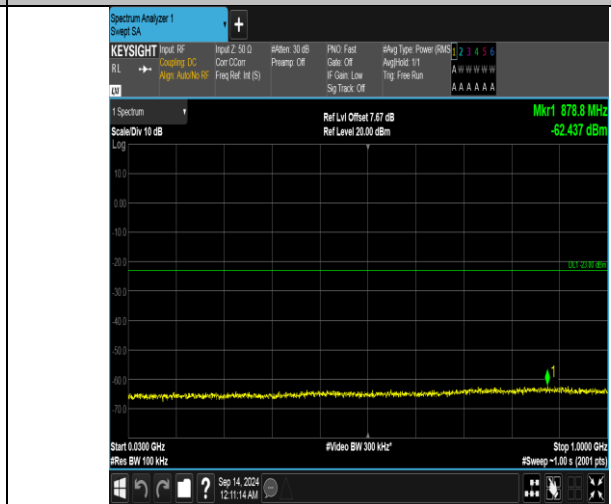 Spectrum Analyzer 1
Swept SA
+
KEYSIGHT
RL
LXI
Input: RF
Coupling: DC
Align: Auto/No RF
Input Z: 50 Ω
Corr CCorr
Freq Ref: Int (S)
#Atten: 30 dB
Preamp: Off
PNO: Fast
Gate: Off
IF Gain: Low
Sig Track: Off
#Avg Type: Power (RMS
Avg|Hold: 1/1
Trig: Free Run
1 2 3 4 5 6
A W W W W W
A A A A A A
1 Spectrum
Scale/Div 10 dB
Log
Ref Lvl Offset 7.67 dB
Ref Level 20.00 dBm
Mkr1 878.8 MHz
-62.437 dBm
10.0
0.00
-10.0
-20.0
DL1 -23.00 dBm
-30.0
-40.0
-50.0
-60.0
1
-70.0
Start 0.0300 GHz
#Res BW 100 kHz
#Video BW 300 kHz*
Stop 1.0000 GHz
#Sweep ~1.00 s (2001 pts)
?
Sep 14, 2024
12:11:14 AM